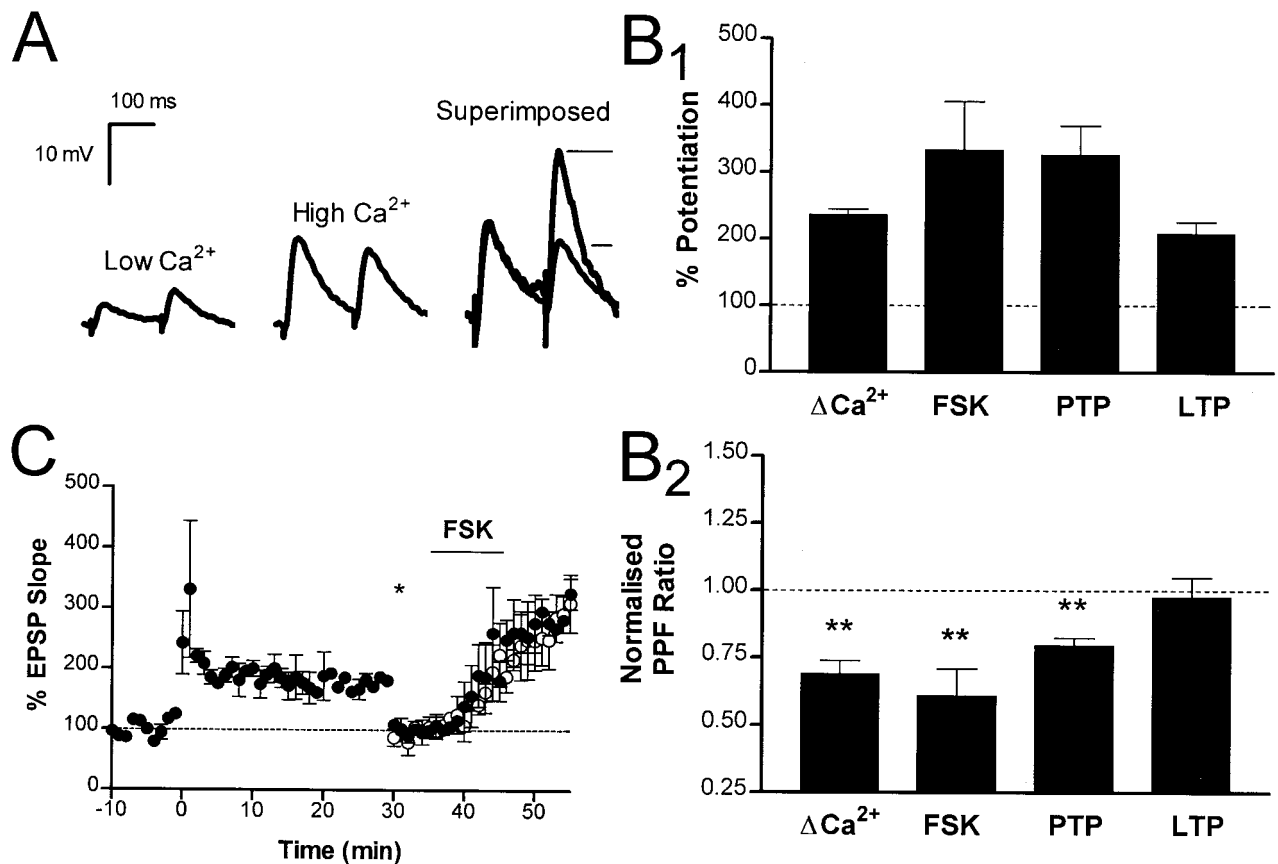 A
100 ms
10 mV
Low Ca²⁺
High Ca²⁺
Superimposed
B₁
% Potentiation
500
400
300
200
100
0
ΔCa²⁺
FSK
PTP
LTP
C
% EPSP Slope
500
400
300
200
100
0
FSK
*
-10
0
10
20
30
40
50
Time (min)
B₂
Normalised
PPF Ratio
1.50
1.25
1.00
0.75
0.50
0.25
**
**
**
ΔCa²⁺
FSK
PTP
LTP